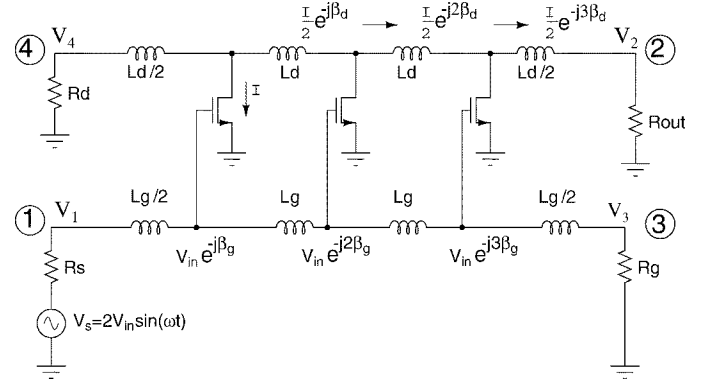 I/2 e^-jβd → I/2 e^-j2βd → I/2 e^-j3βd
4 V4 V2 2
Ld/2 Ld Ld Ld/2
Rd I Rout
Lg/2 Lg Lg Lg/2
1 V1 V3 3
Vin e^-jβg Vin e^-j2βg Vin e^-j3βg
Rs Rg
Vs=2Vinsin(ωt)